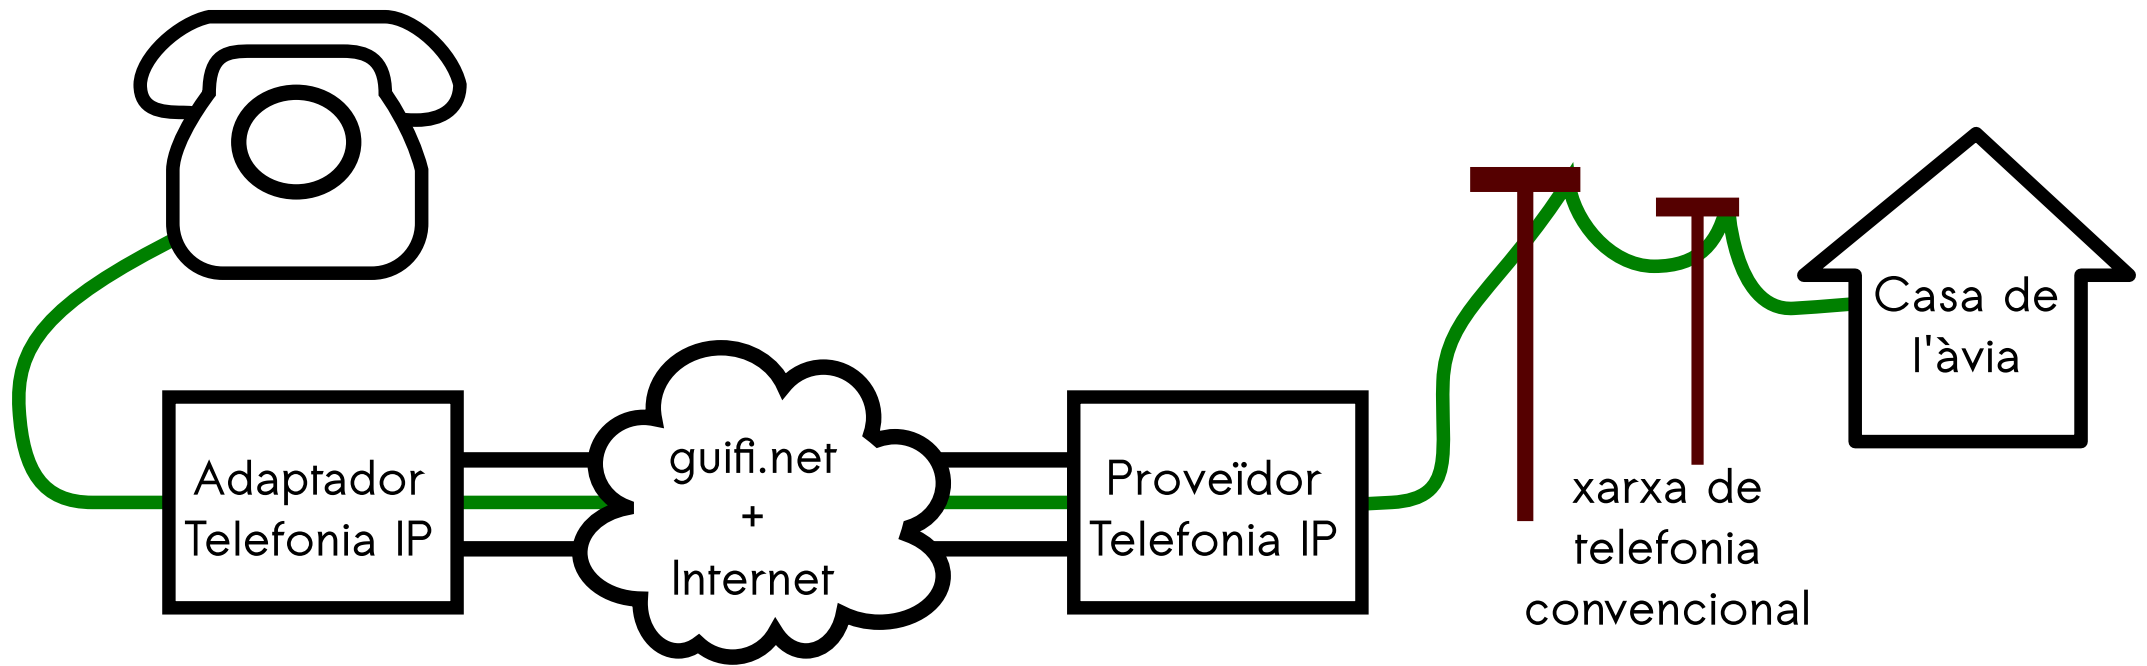 Adaptador
Telefonia IP
guifi.net
+
Internet
Proveïdor
Telefonia IP
xarxa de
telefonia
convencional
Casa de
l'àvia